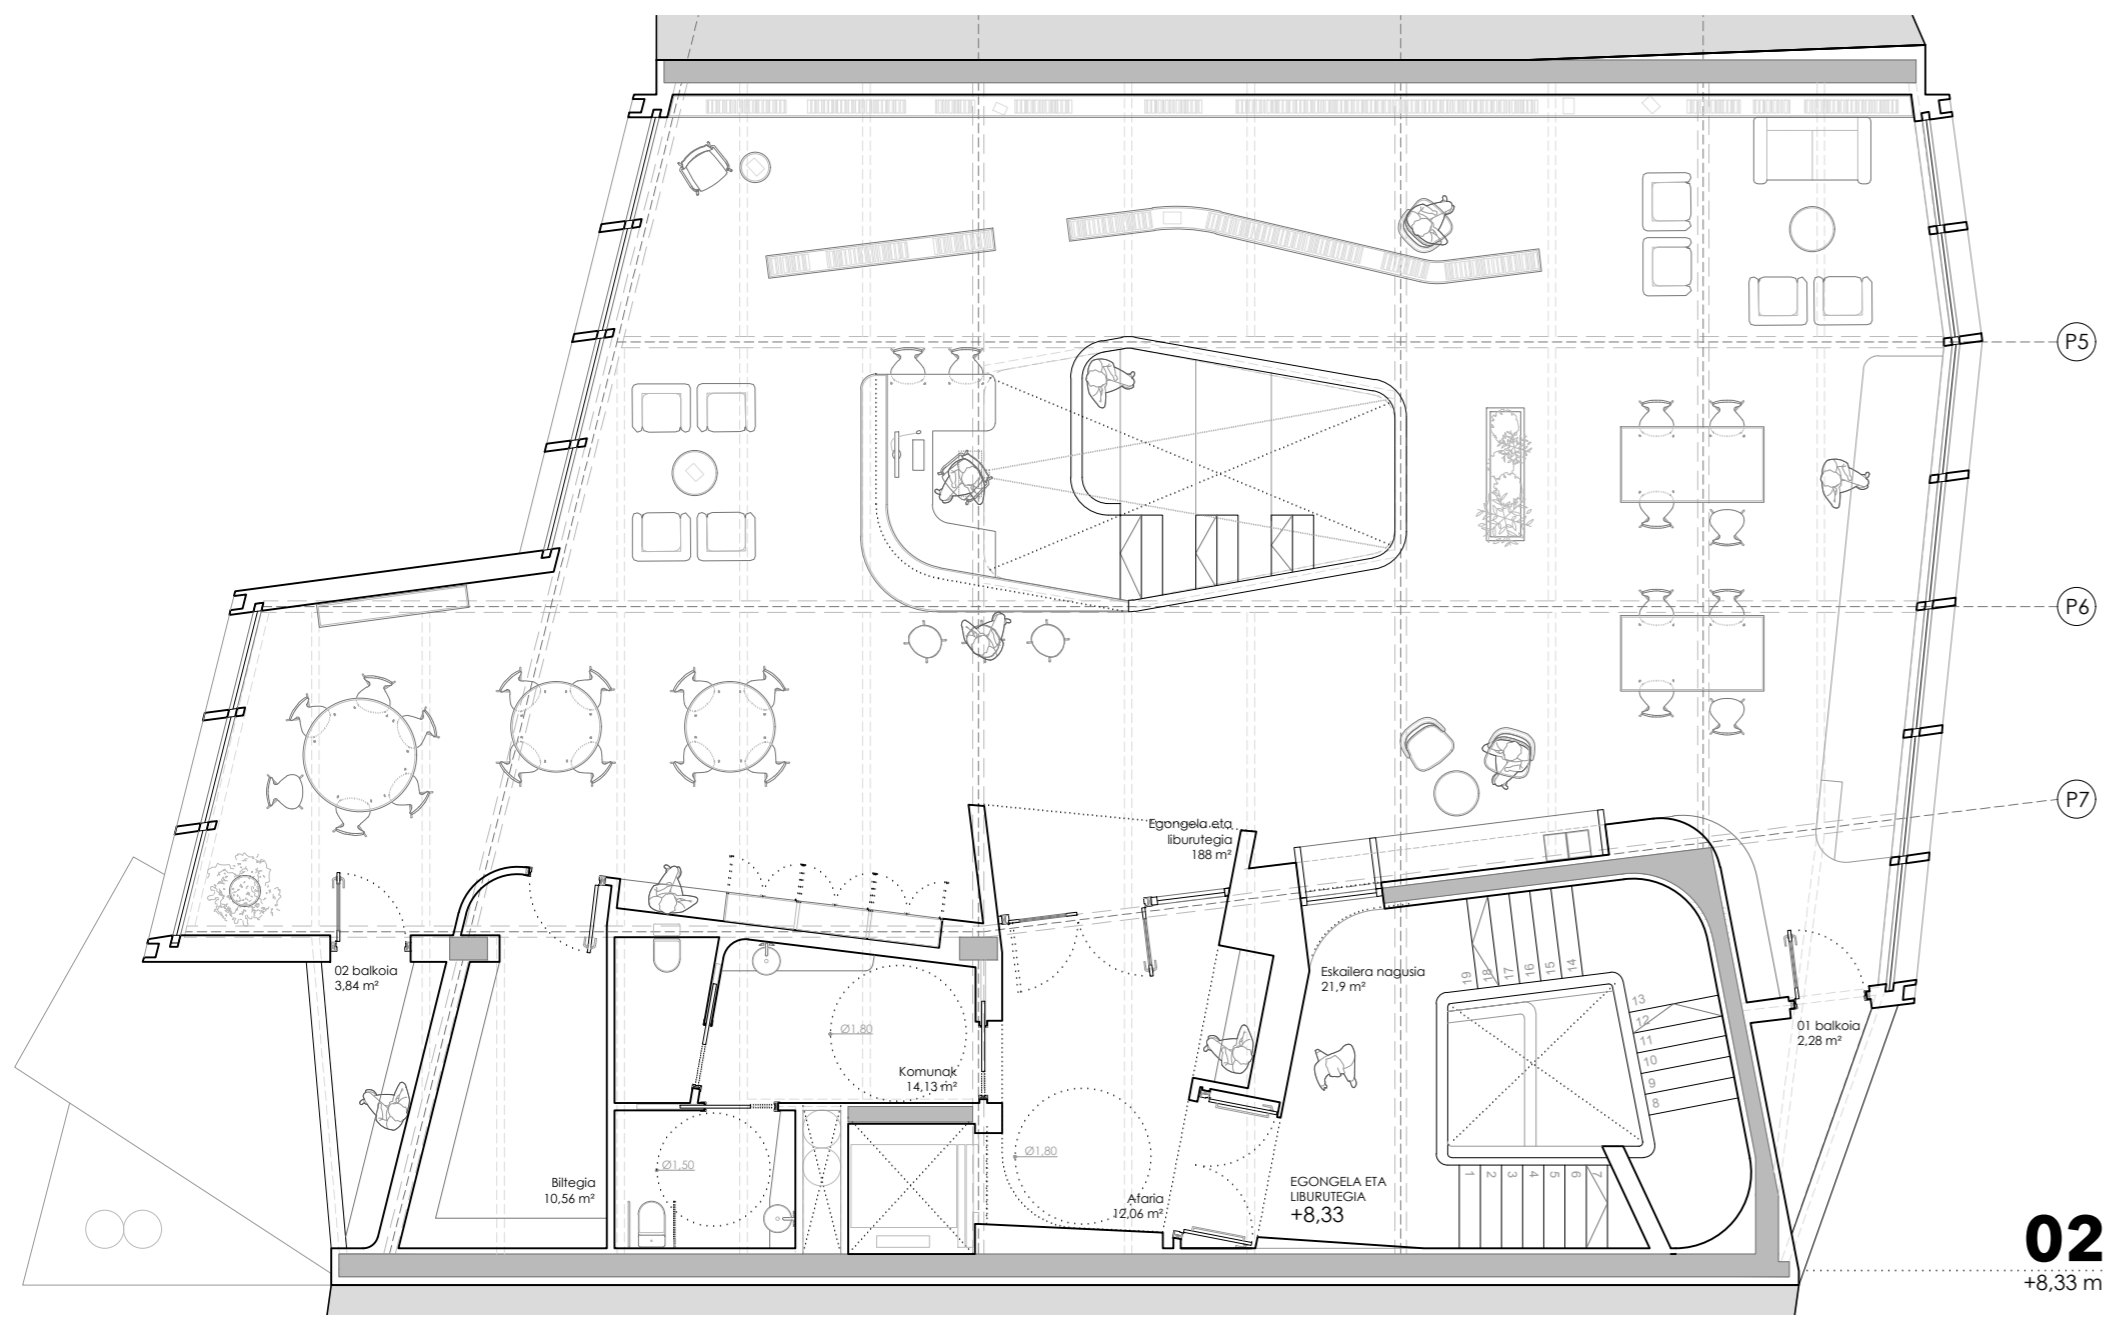 P5
P6
P7
Egongela eta
liburutegia
188 m²
02 balkoia
3,84 m²
Eskailera nagusia
21,9 m²
19
18
17
16
15
14
13
12
11
10
9
8
01 balkoia
2,28 m²
Ø1,80
Komunak
14,13 m²
Ø1,50
Ø1,80
Biltegia
10,56 m²
Ataria
12,06 m²
EGONGELA ETA
LIBURUTEGIA
+8,33
1
2
3
4
5
6
7
02
+8,33 m